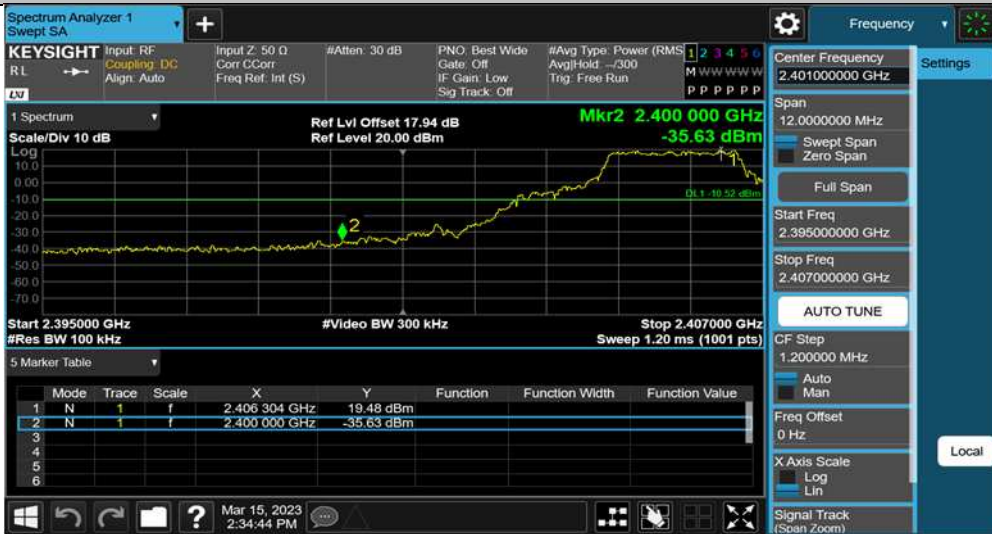 Spectrum Analyzer 1
Swept SA
+
Frequency
KEYSIGHT
RL
LXI
Input: RF
Coupling: DC
Align: Auto
Input Z: 50 Ω
Corr CCorr
Freq Ref: Int (S)
#Atten: 30 dB
PNO: Best Wide
Gate: Off
IF Gain: Low
Sig Track: Off
#Avg Type: Power (RMS
Avg|Hold: --/300
Trig: Free Run
1 2 3 4 5 6
M W W W W W
P P P P P P
1 Spectrum
Scale/Div 10 dB
Ref Lvl Offset 17.94 dB
Ref Level 20.00 dBm
Mkr2 2.400 000 GHz
-35.63 dBm
Log
10.0
0.00
-10.0
-20.0
-30.0
-40.0
-50.0
-60.0
-70.0
DL1 -10.52 dBm
2
Start 2.395000 GHz
#Res BW 100 kHz
#Video BW 300 kHz
Stop 2.407000 GHz
Sweep 1.20 ms (1001 pts)
5 Marker Table
Mode Trace Scale X Y Function Function Width Function Value
1 N 1 f 2.406 304 GHz 19.48 dBm
2 N 1 f 2.400 000 GHz -35.63 dBm
3
4
5
6
?
Mar 15, 2023
2:34:44 PM
Center Frequency
2.401000000 GHz
Span
12.0000000 MHz
Swept Span
Zero Span
Full Span
Start Freq
2.395000000 GHz
Stop Freq
2.407000000 GHz
AUTO TUNE
CF Step
1.200000 MHz
Auto
Man
Freq Offset
0 Hz
X Axis Scale
Log
Lin
Signal Track
(Span Zoom)
Settings
Local